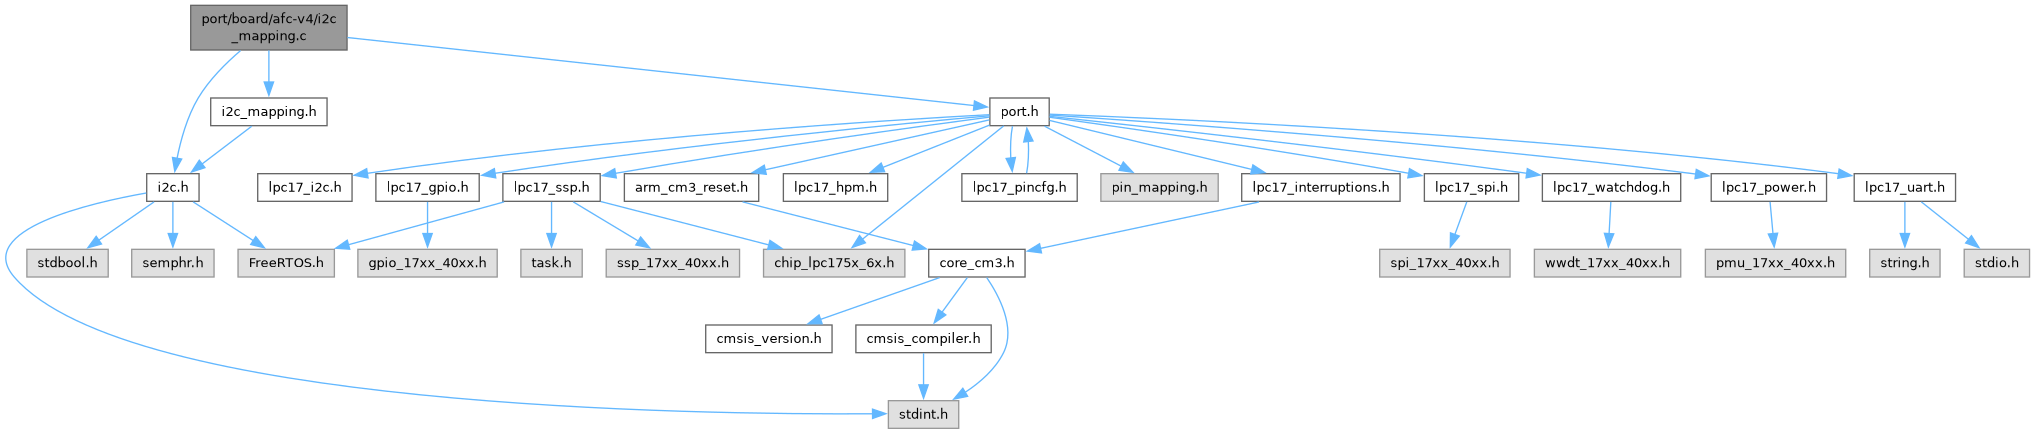 port/board/afc-v4/i2c
_mapping.c
i2c_mapping.h
port.h
i2c.h
lpc17_i2c.h
lpc17_gpio.h
lpc17_ssp.h
arm_cm3_reset.h
lpc17_hpm.h
lpc17_pincfg.h
pin_mapping.h
lpc17_interruptions.h
lpc17_spi.h
lpc17_watchdog.h
lpc17_power.h
lpc17_uart.h
stdbool.h
semphr.h
FreeRTOS.h
gpio_17xx_40xx.h
task.h
ssp_17xx_40xx.h
chip_lpc175x_6x.h
core_cm3.h
spi_17xx_40xx.h
wwdt_17xx_40xx.h
pmu_17xx_40xx.h
string.h
stdio.h
cmsis_version.h
cmsis_compiler.h
stdint.h